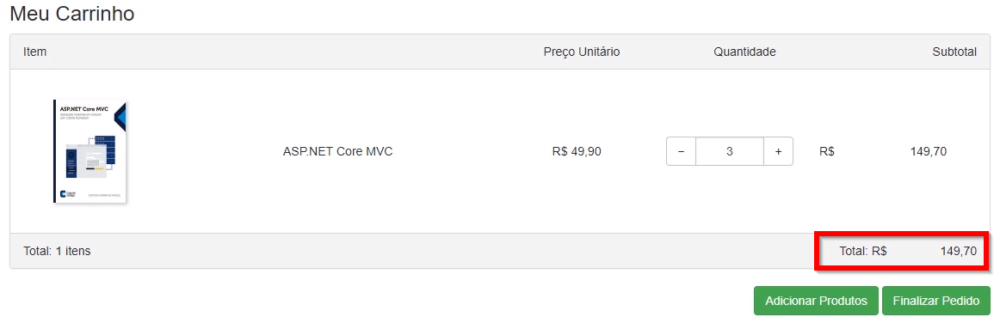 Meu Carrinho
Item Preço Unitário Quantidade Subtotal
ASP.NET Core MVC
ASP.NET Core MVC R$ 49,90 − 3 + R$ 149,70
Total: 1 itens Total: R$ 149,70
Adicionar Produtos Finalizar Pedido